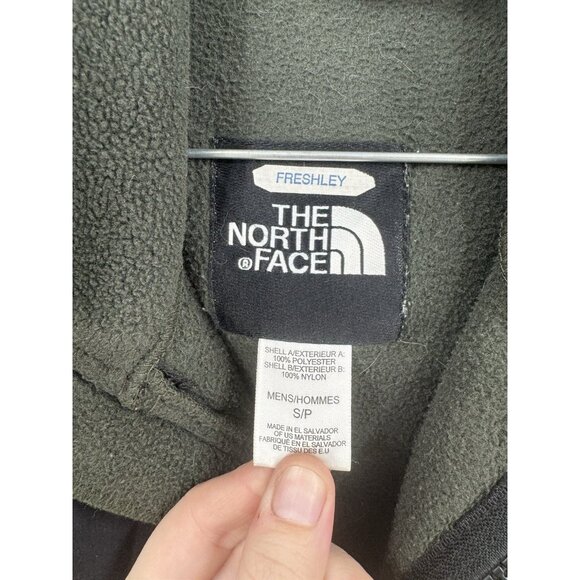 FRESHLEY
THE
NORTH
®FACE
SHELL A/EXTERIEUR A:
100% POLYESTER
SHELL B/EXTERIEUR B:
100% NYLON
MENS/HOMMES
S/P
MADE IN EL SALVADOR
OF US MATERIALS
FABRIQUÉ EN EL SALVADOR
DE TISSU DES E.U